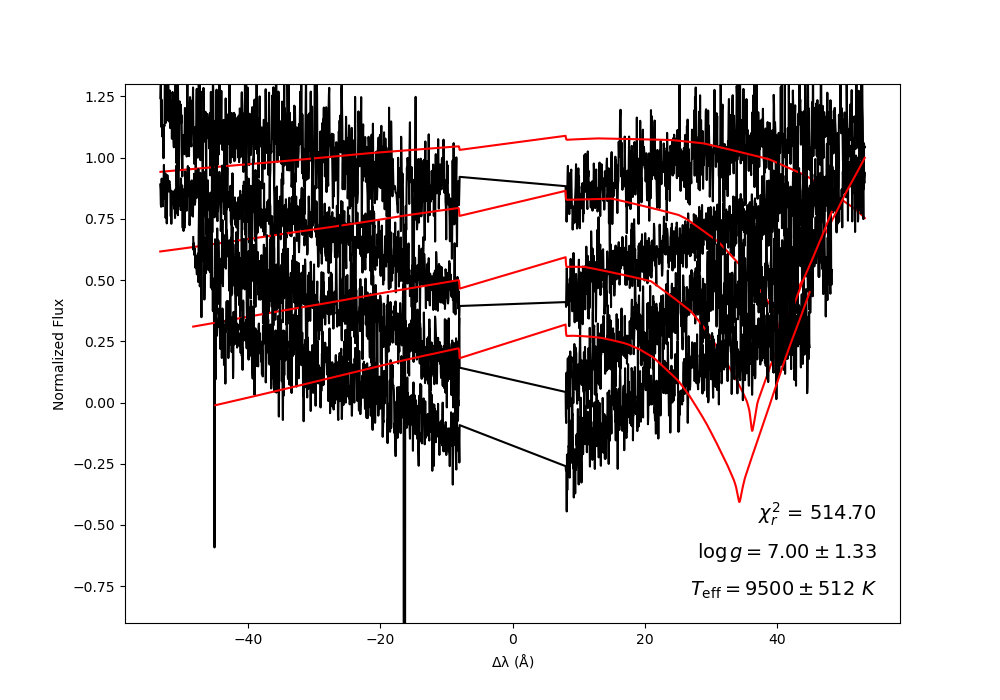 1.25
1.00
0.75
0.50
0.25
0.00
−0.25
−0.50
−0.75
Normalized Flux
χ²ᵣ = 514.70
log g = 7.00 ± 1.33
T_eff = 9500 ± 512 K
−40 −20 0 20 40
Δλ (Å)